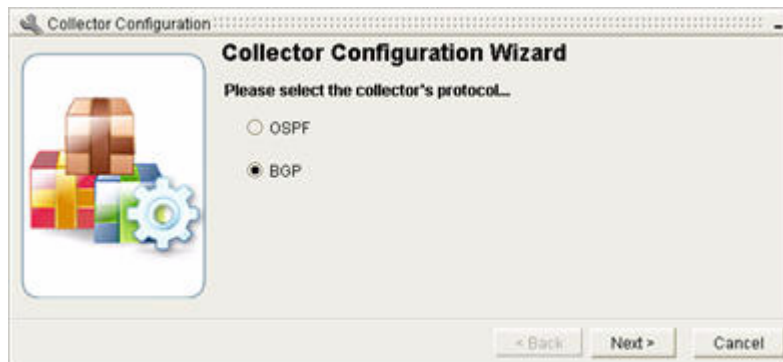 Collector Configuration
Collector Configuration Wizard
Please select the collector's protocol...
OSPF
BGP
< Back Next > Cancel